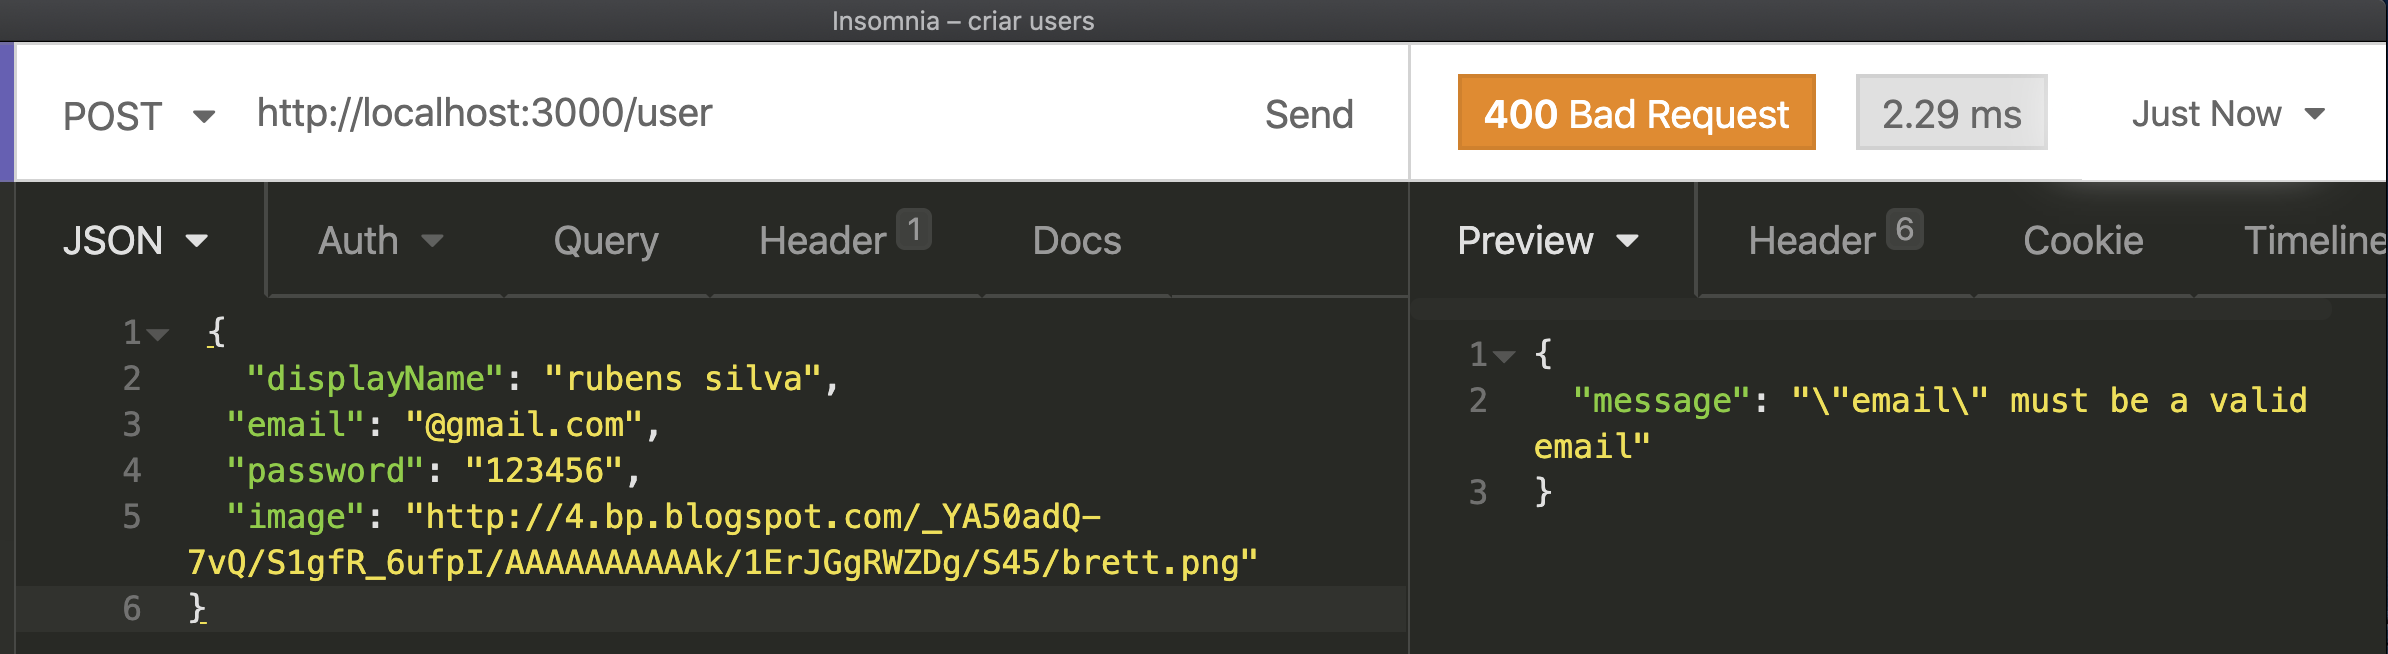 Insomnia – criar users
POST http://localhost:3000/user Send
400 Bad Request 2.29 ms Just Now
JSON Auth Query Header 1 Docs
Preview Header 6 Cookie Timeline
1 {
2 "displayName": "rubens silva",
3 "email": "@gmail.com",
4 "password": "123456",
5 "image": "http://4.bp.blogspot.com/_YA50adQ-
7vQ/S1gfR_6ufpI/AAAAAAAAAAk/1ErJGgRWZDg/S45/brett.png"
6 }
1 {
2 "message": "\"email\" must be a valid
email"
3 }